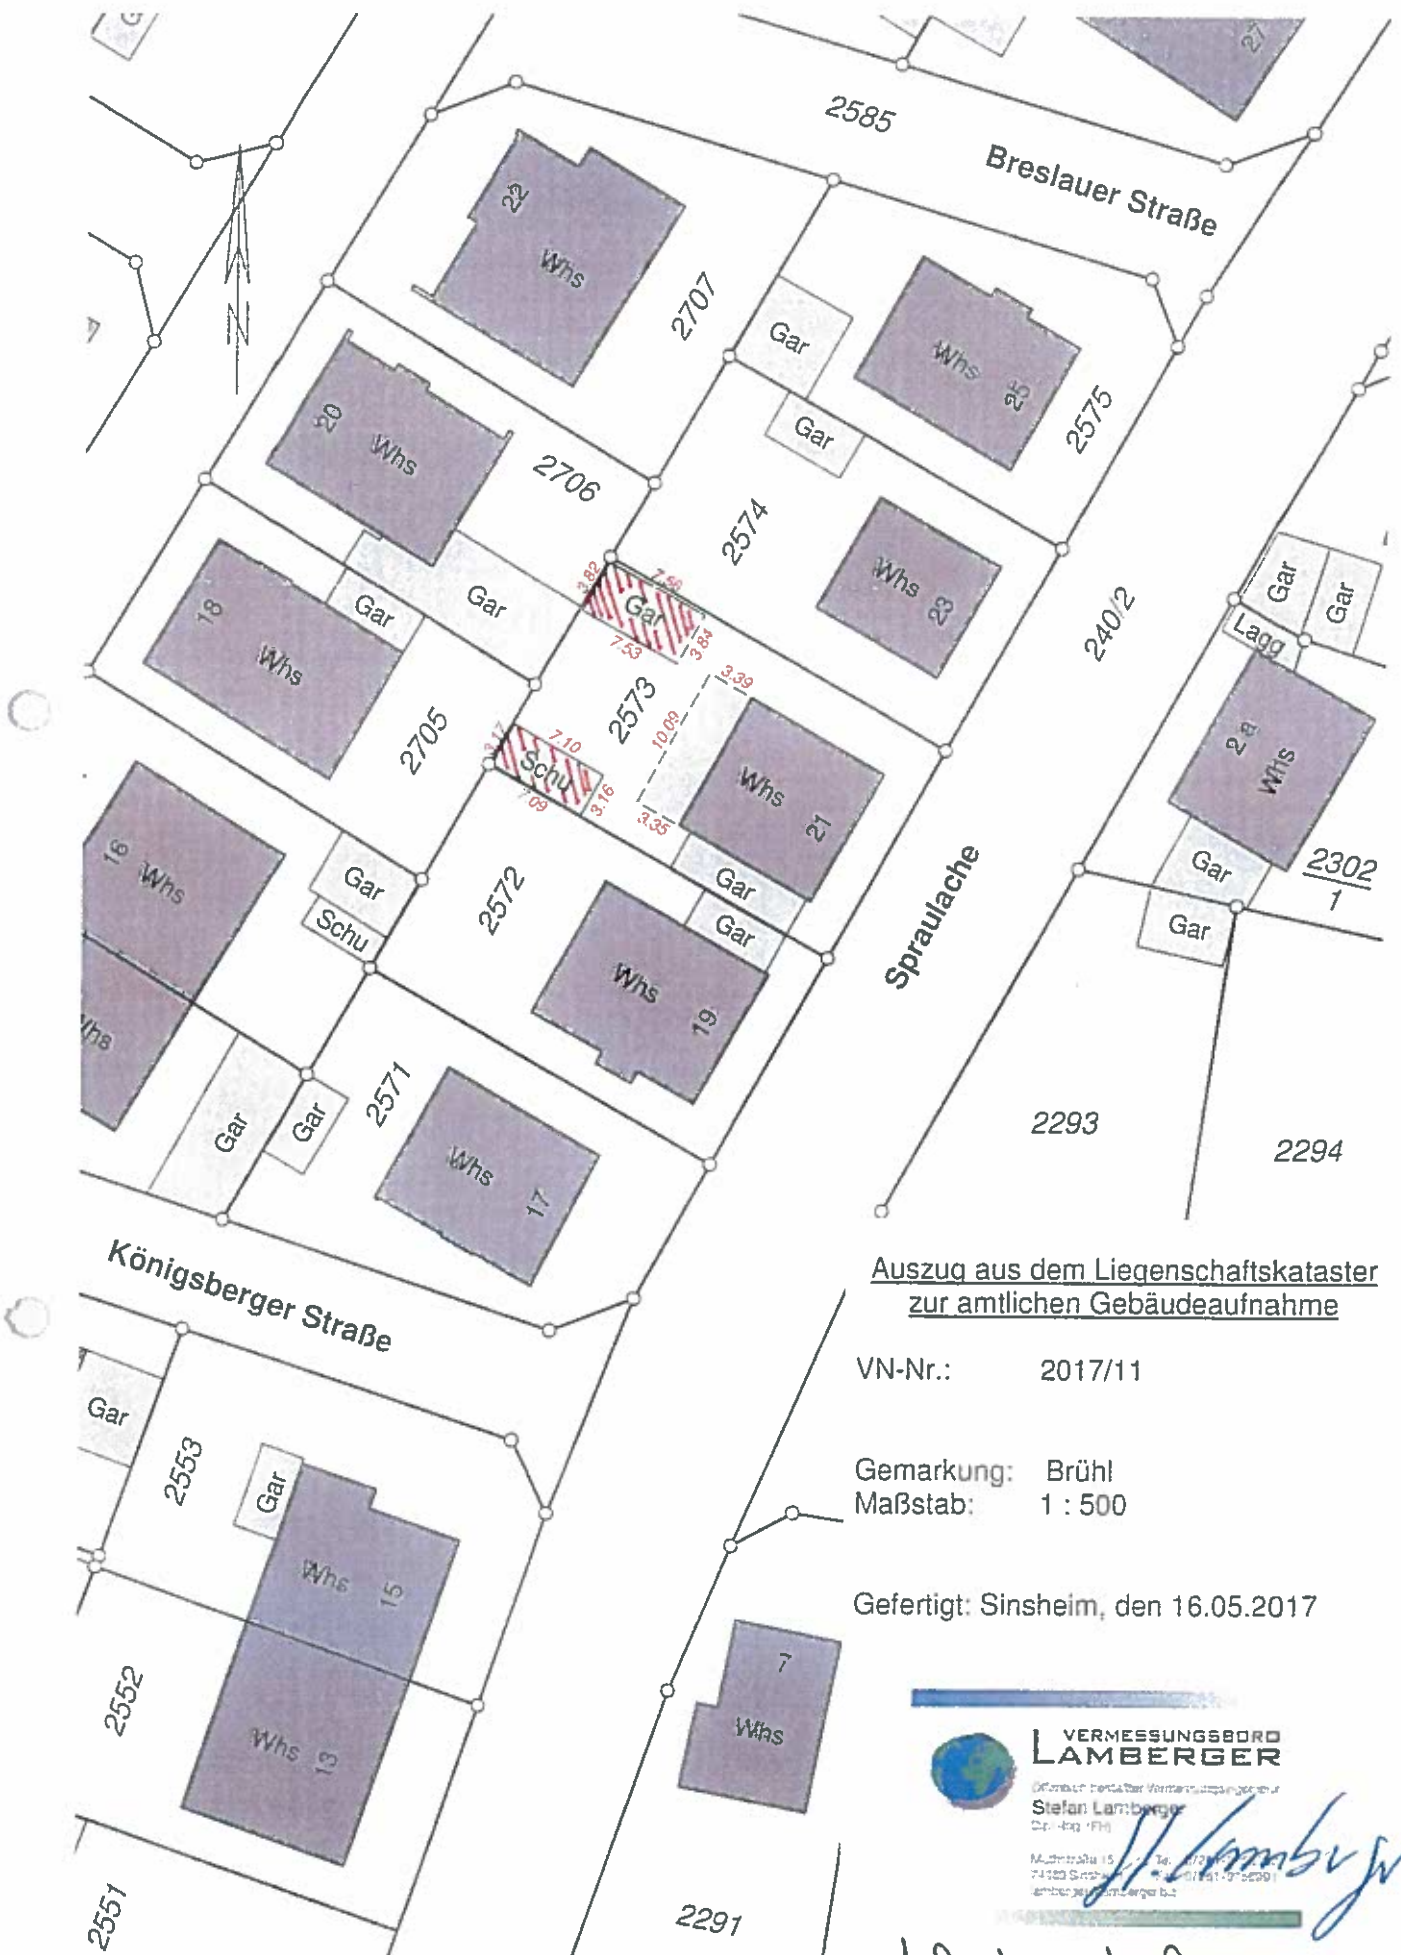 27
2585
Breslauer Straße
22
Whs
2707
Gar
Whs
25
2575
20
Whs
2706
Gar
2574
Whs
23
240/2
18
Whs
Gar
Gar
3.82
7.56
Gar
7.53
3.84
Gar
Gar
Lagg
2705
2573
3.39
10.09
3.17
7.10
Schu
7.09
3.16
3.35
Whs
21
Whs
16
Whs
Gar
Schu
2572
Gar
Gar
Whs
19
Spraulache
Gar
Gar
2302
1
Gar
Gar
2571
Whs
17
2293
2294
Königsberger Straße
Auszug aus dem Liegenschaftskataster
zur amtlichen Gebäudeaufnahme
VN-Nr.: 2017/11
Gemarkung: Brühl
Maßstab: 1 : 500
Gefertigt: Sinsheim, den 16.05.2017
Gar
2553
Gar
Whs
15
2552
Whs
13
7
Whs
2551
2291
VERMESSUNGSBÜRO
LAMBERGER
Stefan Lamberger